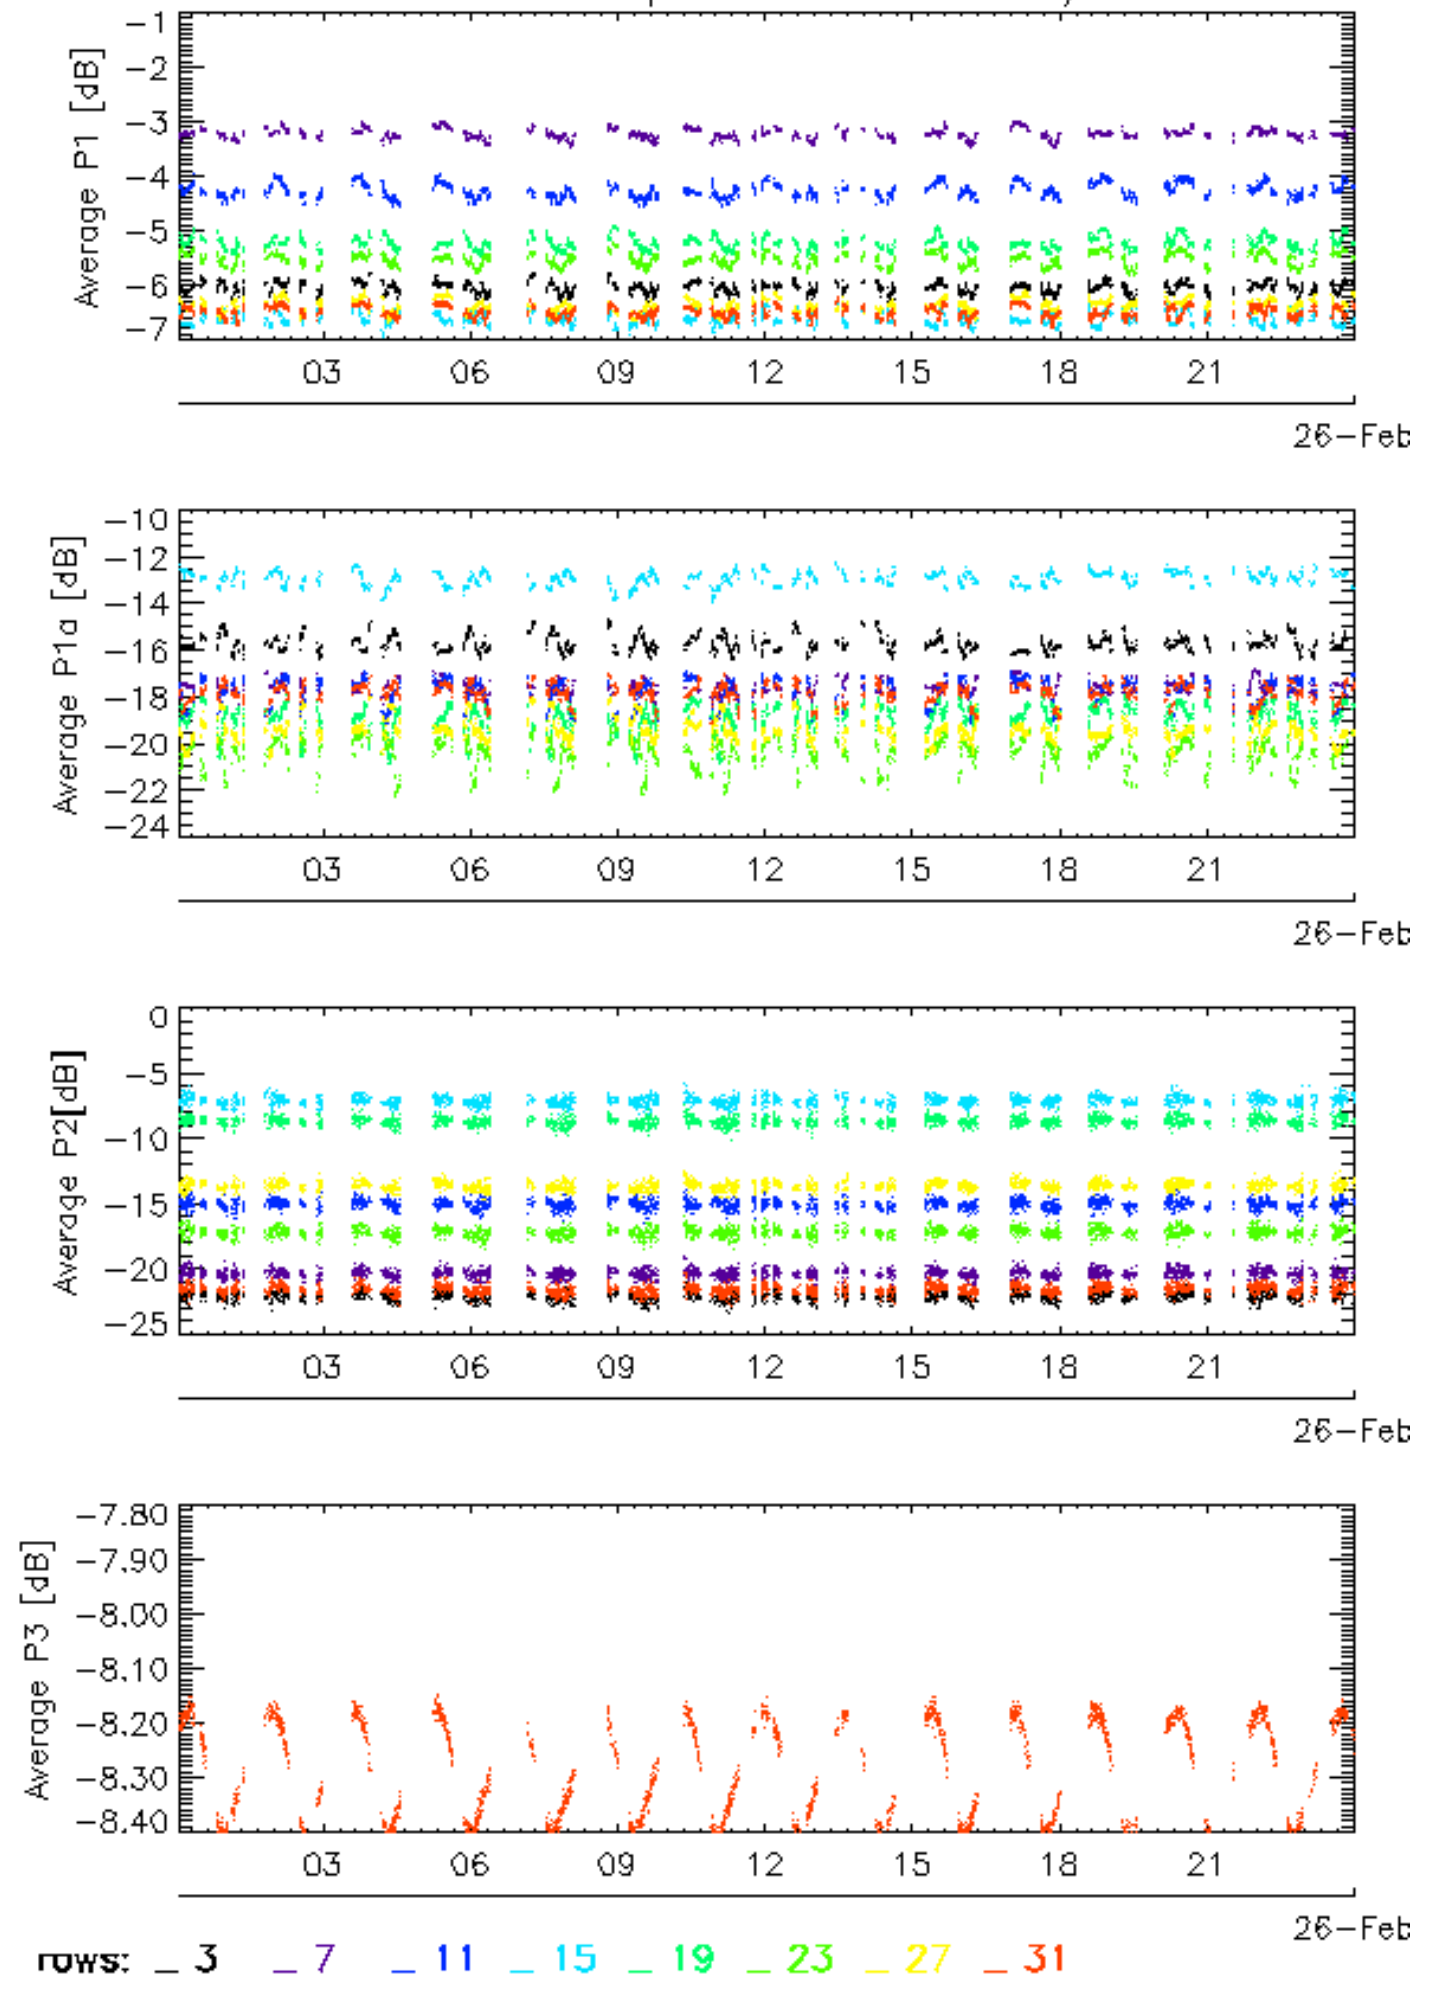 Average P1 [dB]
-1
-2
-3
-4
-5
-6
-7
03 06 09 12 15 18 21
26-Feb
Average P1a [dB]
-10
-12
-14
-16
-18
-20
-22
-24
03 06 09 12 15 18 21
26-Feb
Average P2[dB]
0
-5
-10
-15
-20
-25
03 06 09 12 15 18 21
26-Feb
Average P3 [dB]
-7.80
-7.90
-8.00
-8.10
-8.20
-8.30
-8.40
03 06 09 12 15 18 21
26-Feb
rows: _ 3 _ 7 _ 11 _ 15 _ 19 _ 23 _ 27 _ 31